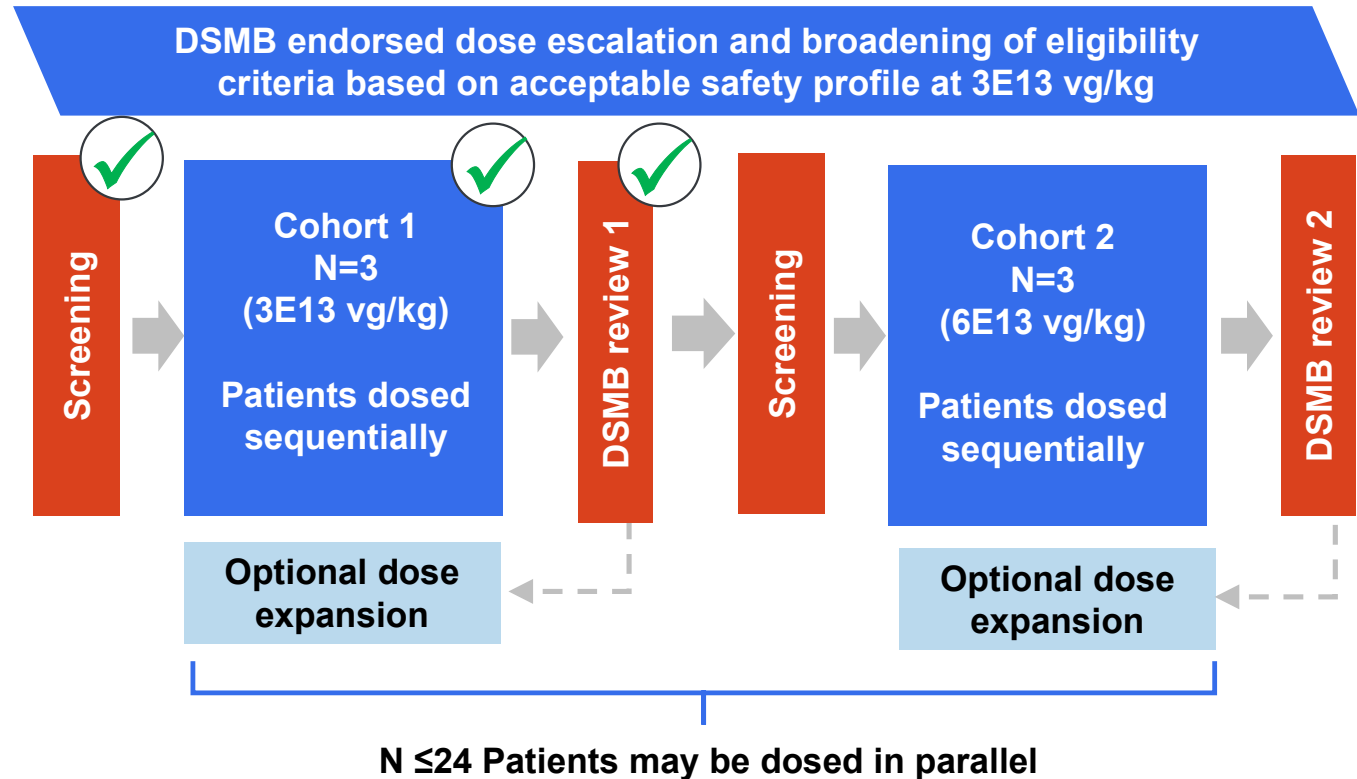 DSMB endorsed dose escalation and broadening of eligibility
criteria based on acceptable safety profile at 3E13 vg/kg
Screening
Cohort 1
N=3
(3E13 vg/kg)
Patients dosed
sequentially
DSMB review 1
Screening
Cohort 2
N=3
(6E13 vg/kg)
Patients dosed
sequentially
DSMB review 2
Optional dose
expansion
Optional dose
expansion
N ≤24 Patients may be dosed in parallel